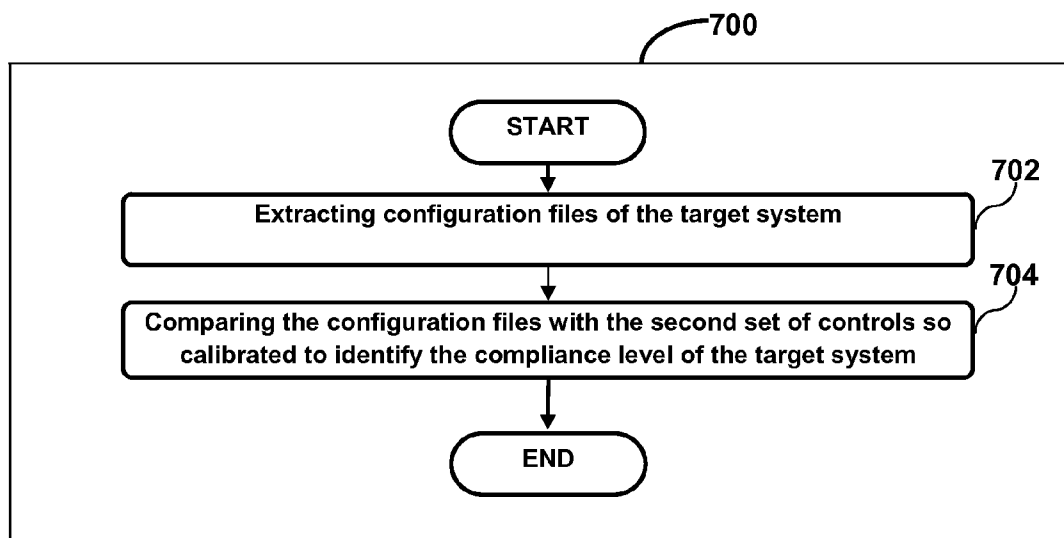 700
START
702
Extracting configuration files of the target system
704
Comparing the configuration files with the second set of controls so
calibrated to identify the compliance level of the target system
END